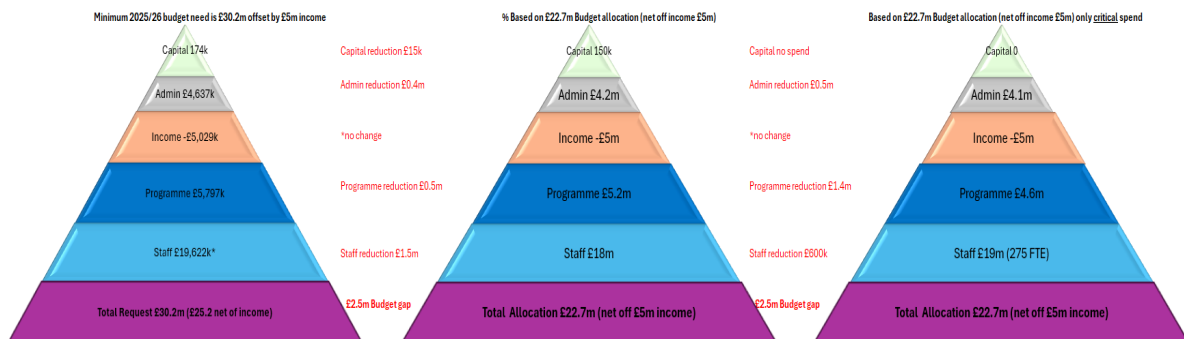 Minimum 2025/26 budget need is £30.2m offset by £5m income
Capital 174k
Admin £4,637k
Income -£5,029k
Programme £5,797k
Staff £19,622k*
Total Request £30.2m (£25.2 net of income)
Capital reduction £15k
Admin reduction £0.4m
*no change
Programme reduction £0.5m
Staff reduction £1.5m
£2.5m Budget gap
% Based on £22.7m Budget allocation (net off income £5m)
Capital 160k
Admin £4.2m
Income -£5m
Programme £5.2m
Staff £18m
Total Allocation £22.7m (net off £5m income)
Capital no spend
Admin reduction £0.5m
*no change
Programme reduction £1.4m
Staff reduction £600k
£2.5m Budget gap
Based on £22.7m Budget allocation (net off income £5m) only critical spend
Capital 0
Admin £4.1m
Income -£5m
Programme £4.6m
Staff £19m (275 FTE)
Total Allocation £22.7m (net off £5m income)